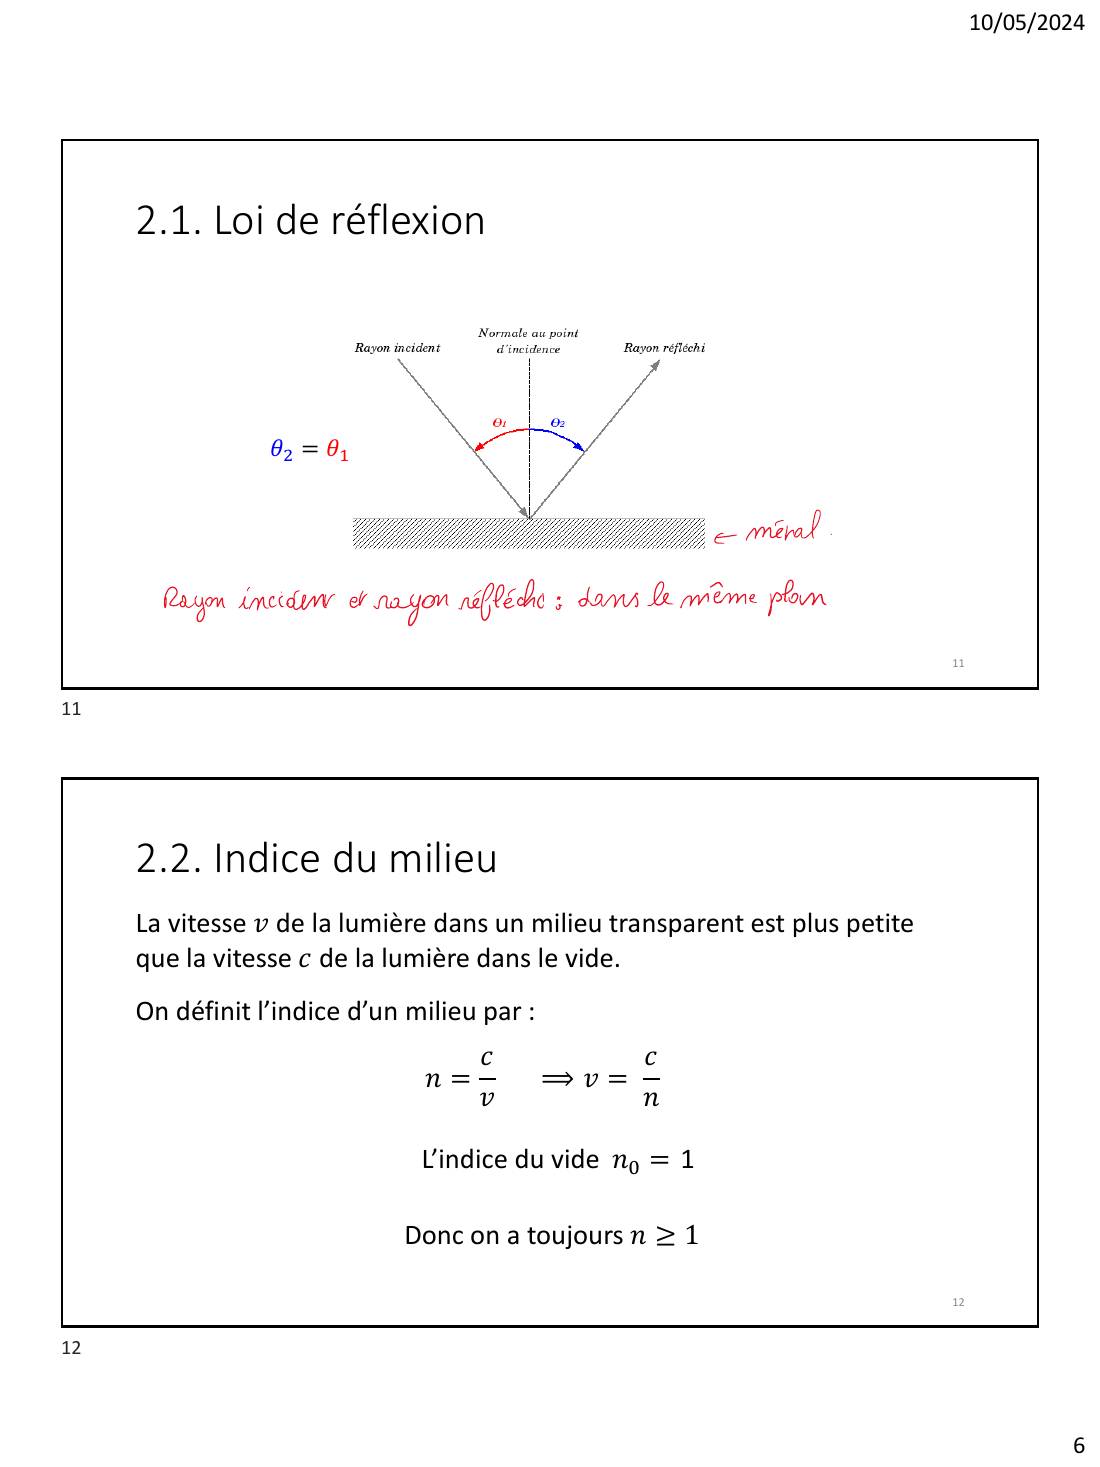 10/05/2024
2.1. Loi de réflexion
Normale au point
d'incidence
Rayon incident
Rayon réfléchi
θ1
θ2
θ₂ = θ₁
← métal.
Rayon incident et rayon réfléchi : dans le même plan
11
11
2.2. Indice du milieu
La vitesse v de la lumière dans un milieu transparent est plus petite
que la vitesse c de la lumière dans le vide.
On définit l'indice d'un milieu par :
n = c/v ⟹ v = c/n
L'indice du vide n₀ = 1
Donc on a toujours n ≥ 1
12
12
6